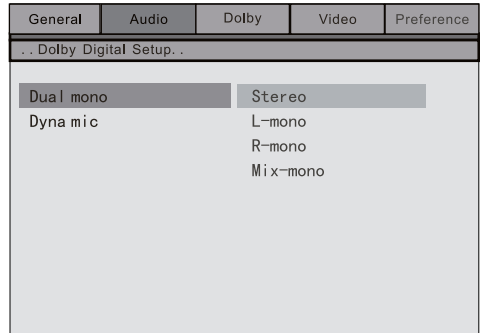 General Audio Dolby Video Preference
. . Dolby Digital Setup. .
Dual mono Stereo
Dynamic L-mono
R-mono
Mix-mono